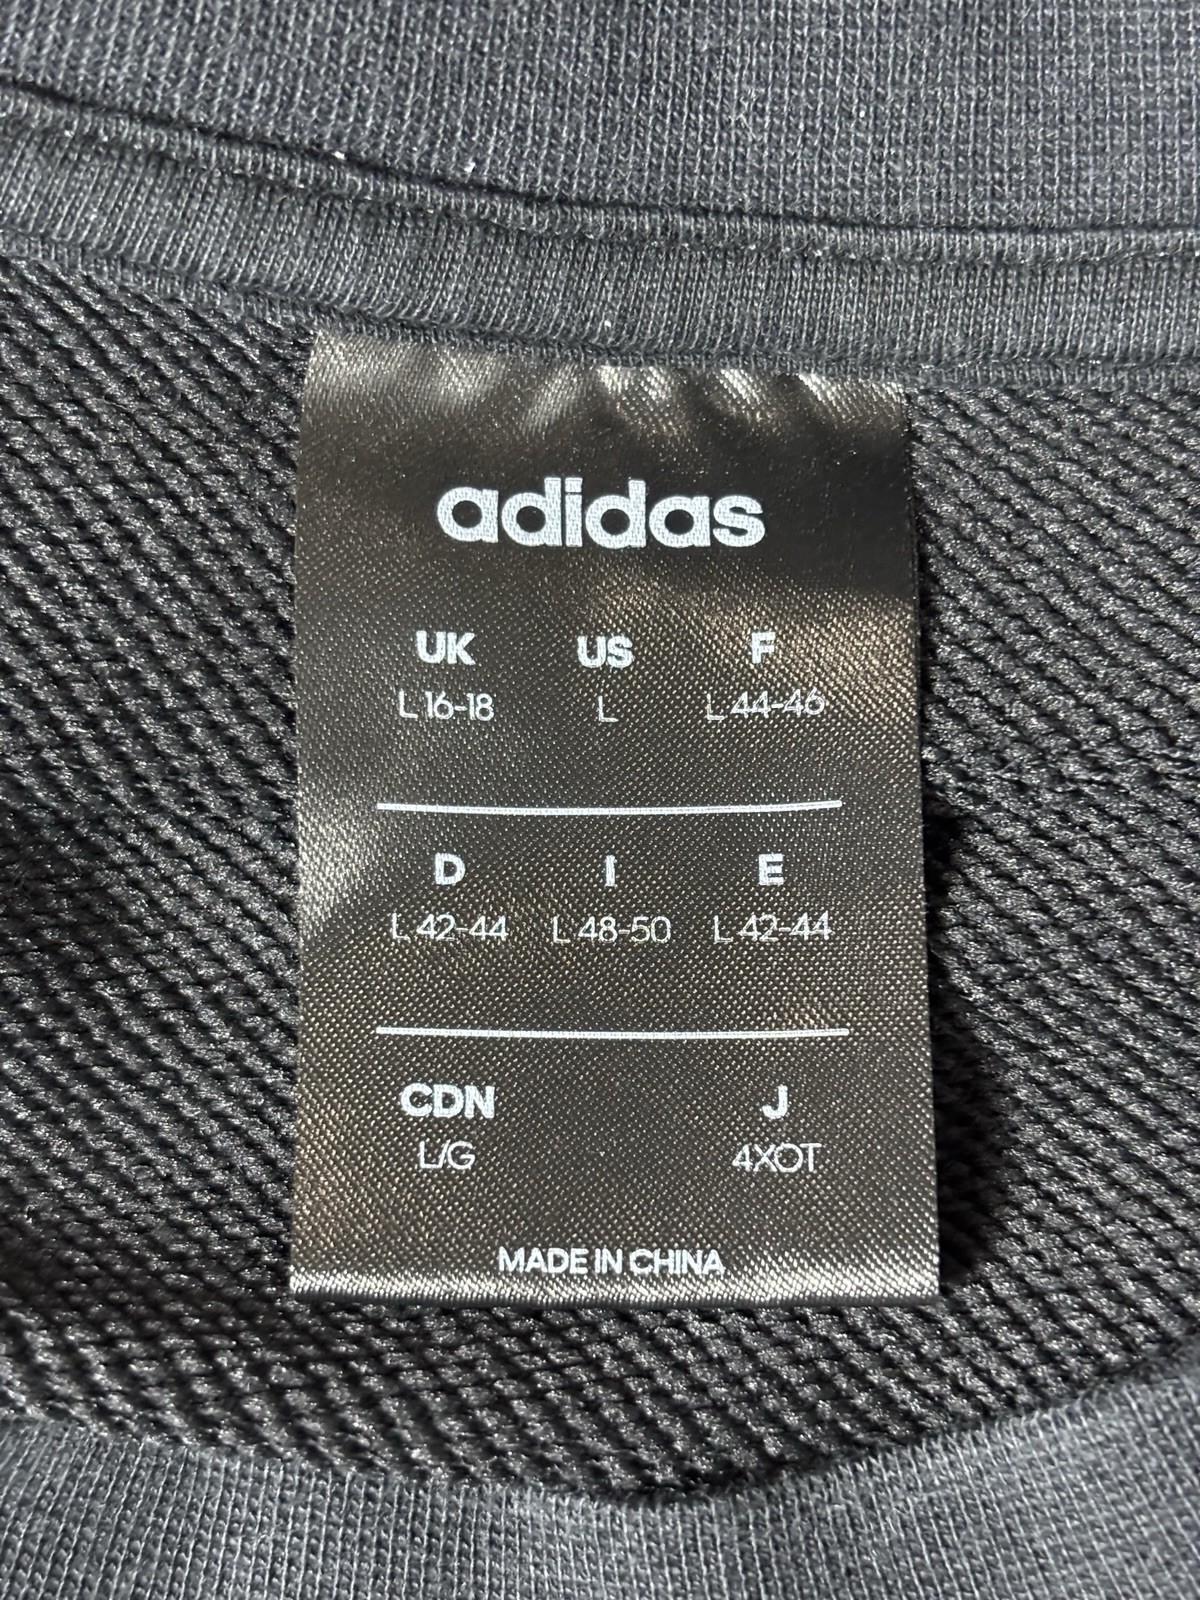 adidas
UK US F
L 16-18 L L 44-46
D I E
L 42-44 L 48-50 L 42-44
CDN J
L/G 4XOT
MADE IN CHINA